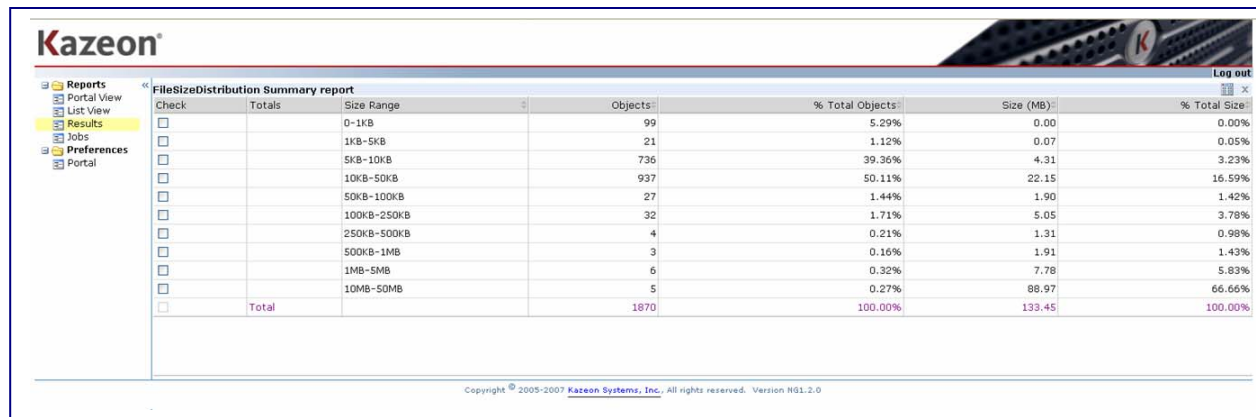 Kazeon
K
Log out
Reports
Portal View
List View
Results
Jobs
Preferences
Portal
«
FileSizeDistribution Summary report
x
Check Totals Size Range Objects % Total Objects Size (MB) % Total Size
0-1KB 99 5.29% 0.00 0.00%
1KB-5KB 21 1.12% 0.07 0.05%
5KB-10KB 736 39.36% 4.31 3.23%
10KB-50KB 937 50.11% 22.15 16.59%
50KB-100KB 27 1.44% 1.90 1.42%
100KB-250KB 32 1.71% 5.05 3.78%
250KB-500KB 4 0.21% 1.31 0.98%
500KB-1MB 3 0.16% 1.91 1.43%
1MB-5MB 6 0.32% 7.78 5.83%
10MB-50MB 5 0.27% 88.97 66.66%
Total 1870 100.00% 133.45 100.00%
Copyright © 2005-2007 Kazeon Systems, Inc., All rights reserved. Version NG1.2.0